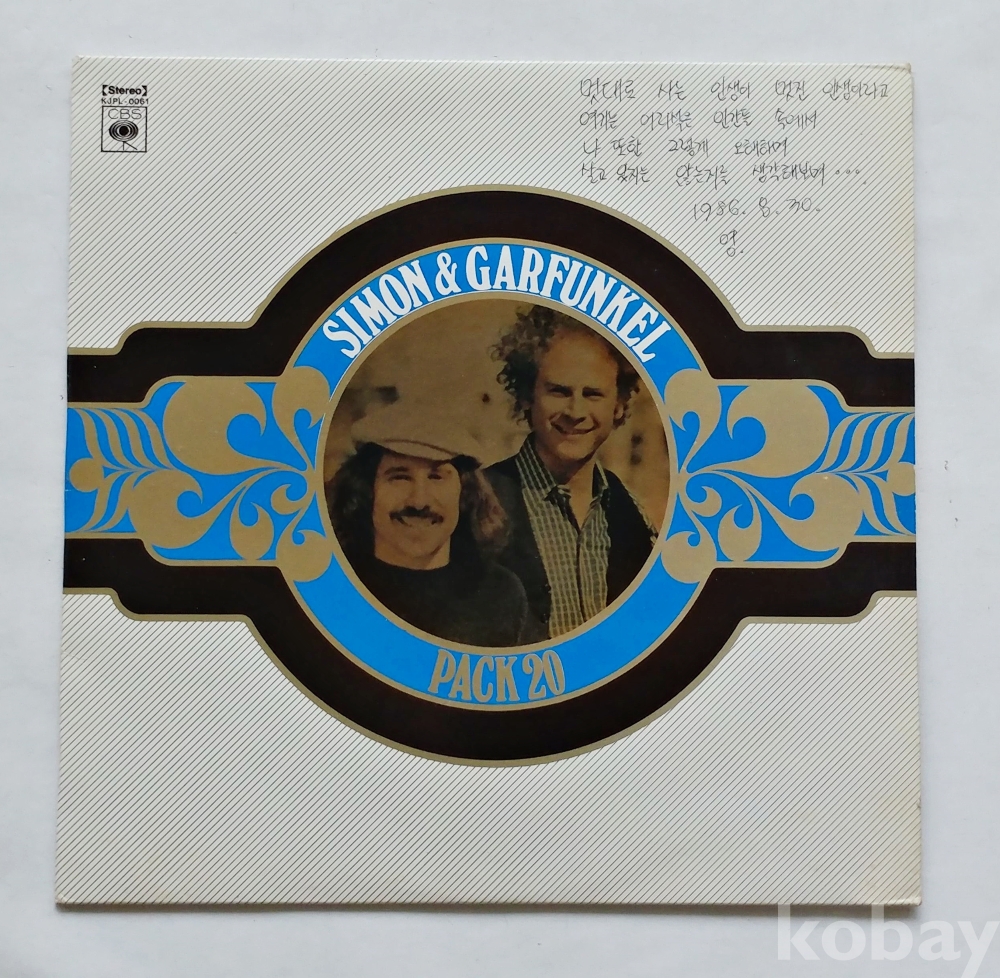 【Stereo】
KJPL-0061
CBS
멋대로 사는 인생이 멋진 인생이라고
여기는 어리석은 인간들 속에서
나 또한 그렇게 오해하며
살고 있지는 않는지를 생각해보며...
1986. 8. 30.
영.
SIMON & GARFUNKEL
PACK 20
kobay